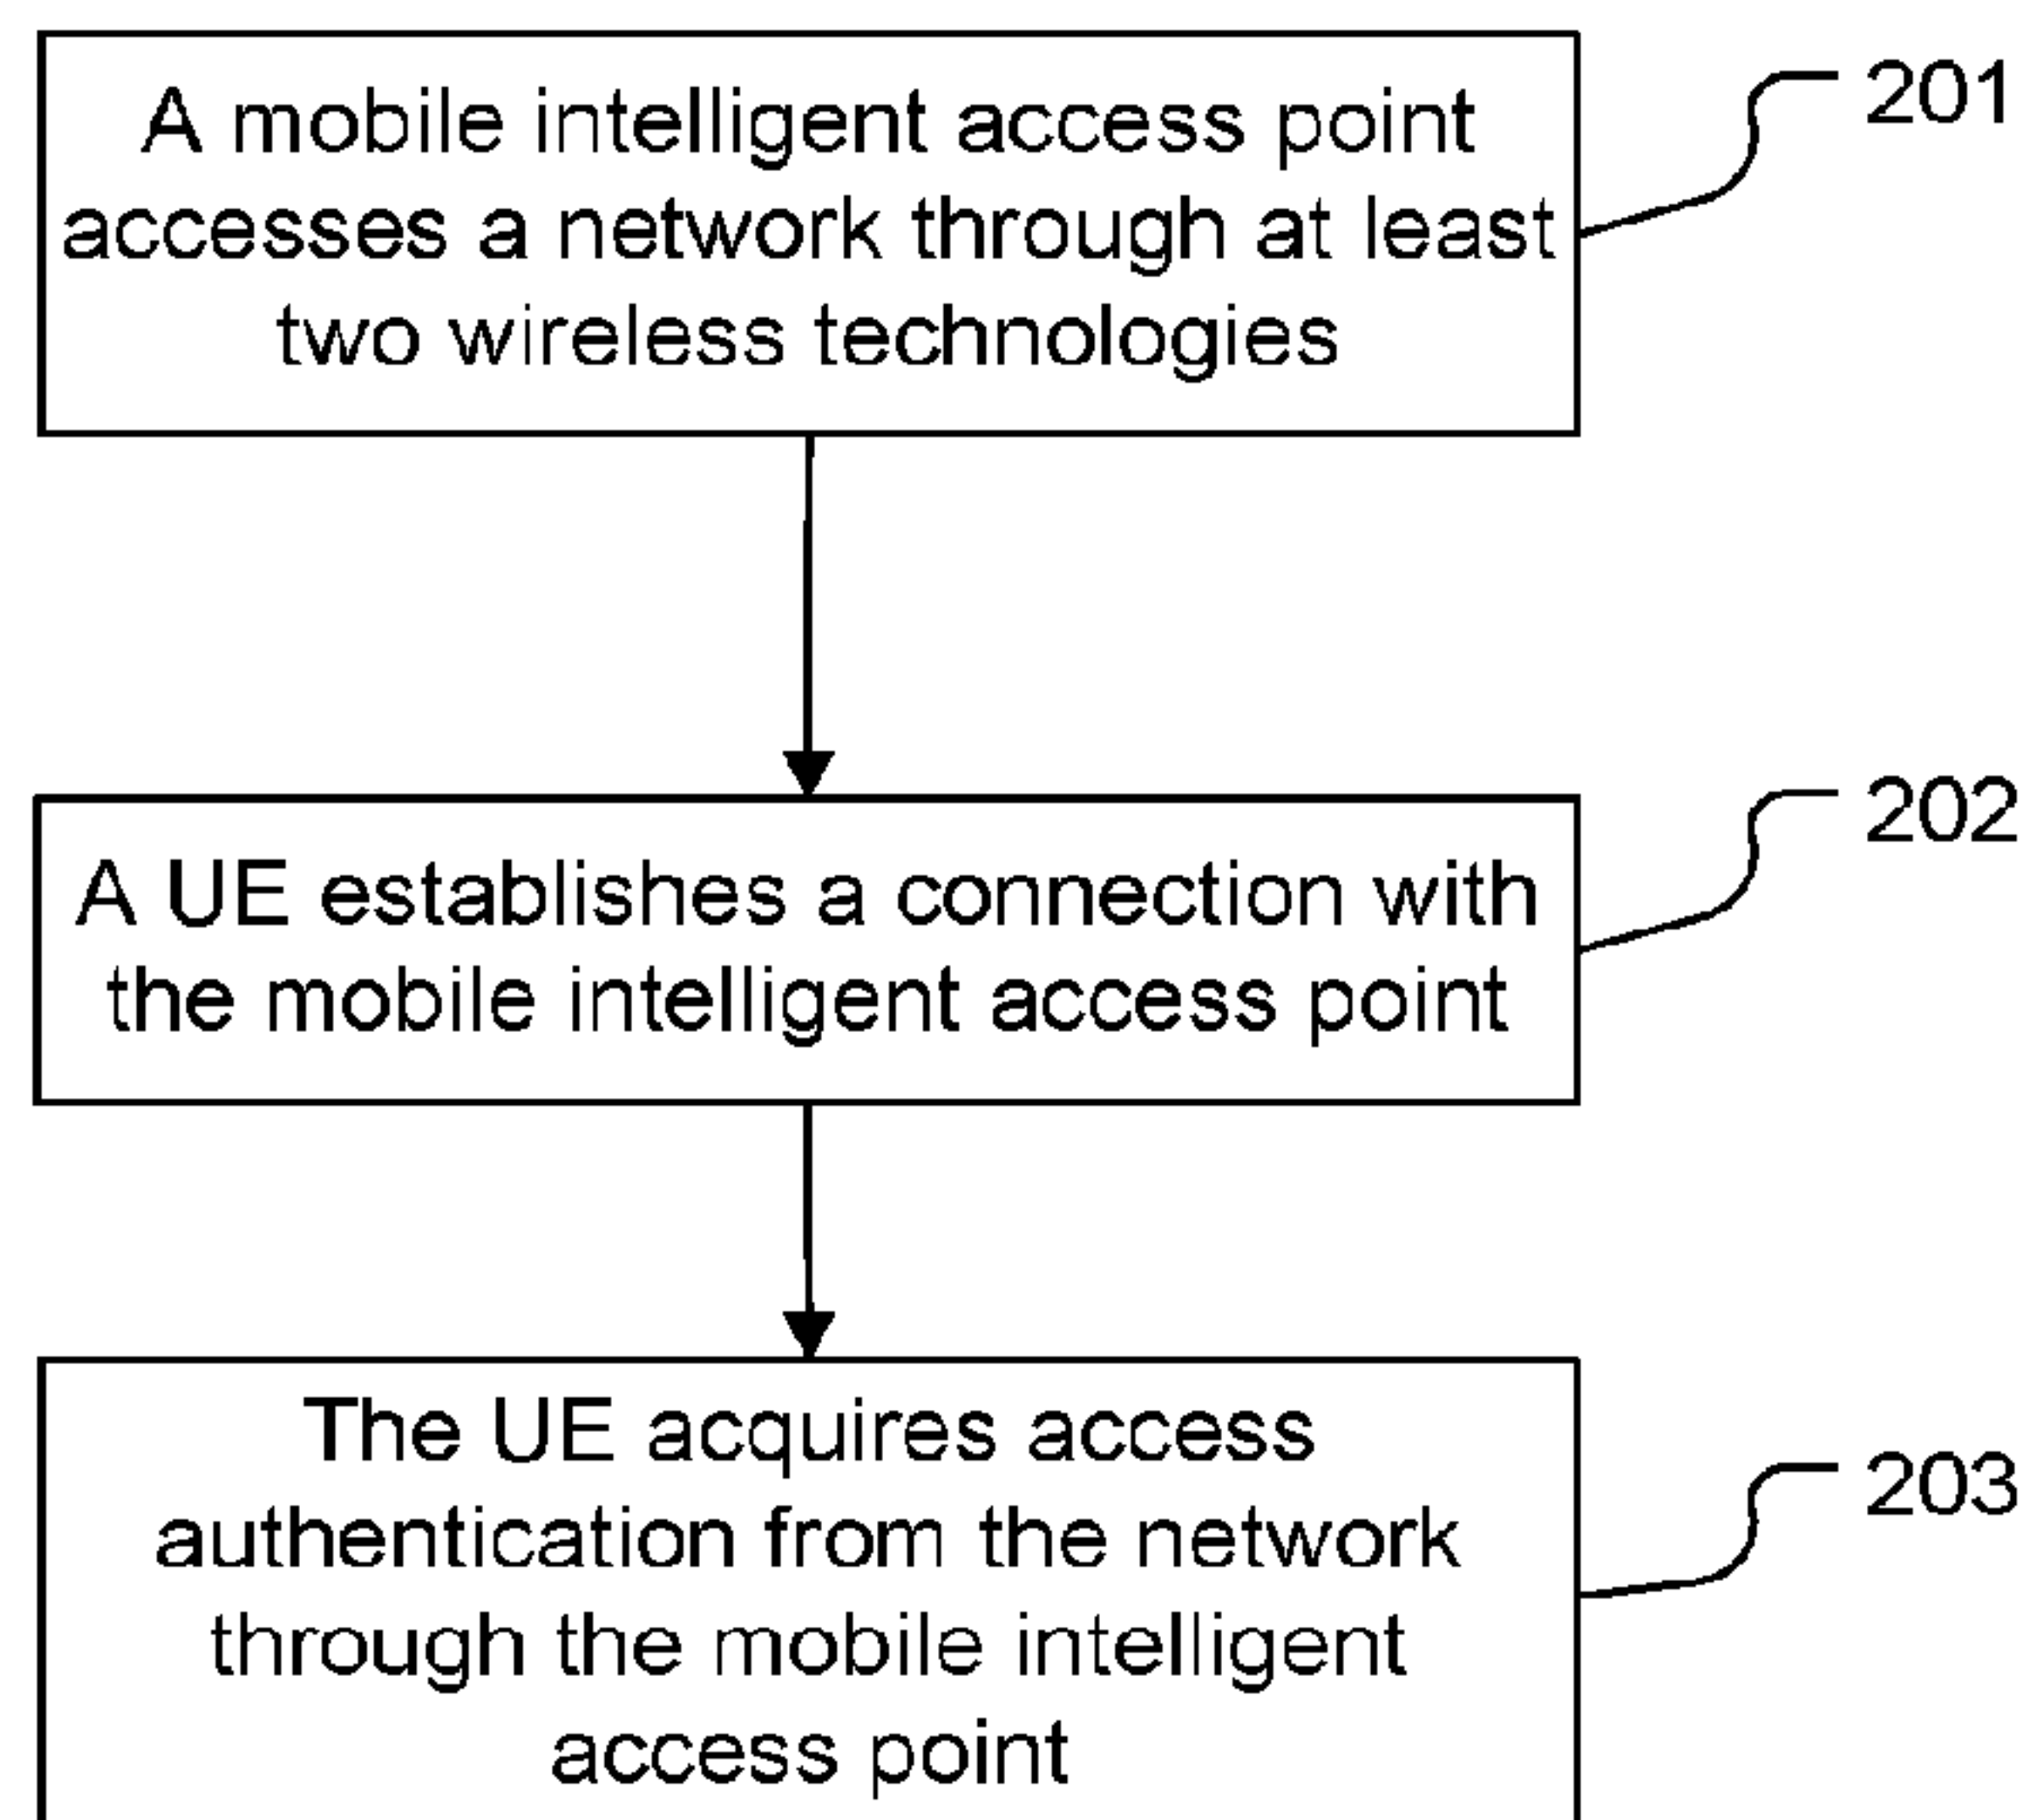 A mobile intelligent access point
accesses a network through at least
two wireless technologies
201
A UE establishes a connection with
the mobile intelligent access point
202
The UE acquires access
authentication from the network
through the mobile intelligent
access point
203